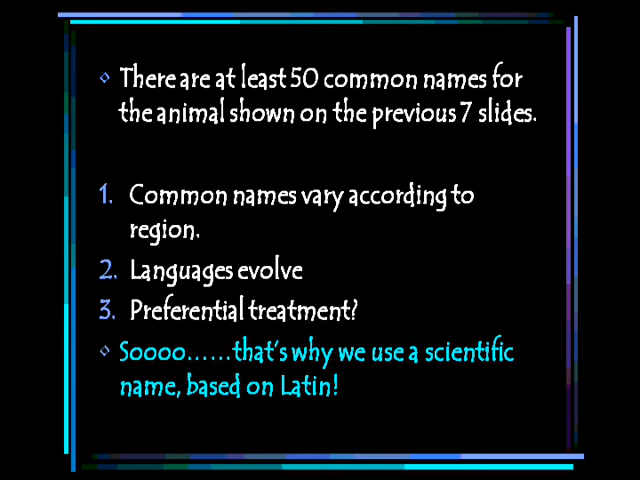 There are at least 50 common names for
the animal shown on the previous 7 slides.
1. Common names vary according to
region.
2. Languages evolve
3. Preferential treatment?
Soooo......that's why we use a scientific
name, based on Latin!